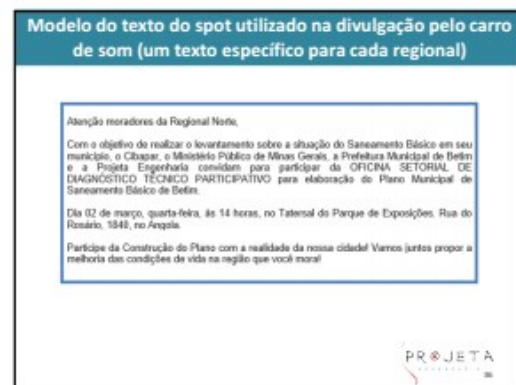 Modelo do texto do spot utilizado na divulgação pelo carro
de som (um texto específico para cada regional)
Atenção moradores da Regional Norte,
Com o objetivo de realizar o levantamento sobre a situação do Saneamento Básico em seu
município, o Cibapar, o Ministério Público de Minas Gerais, a Prefeitura Municipal de Betim
e a Projeta Engenharia convidam para participar da OFICINA SETORIAL DE
DIAGNÓSTICO TÉCNICO PARTICIPATIVO para elaboração do Plano Municipal de
Saneamento Básico de Betim.
Dia 02 de março, quarta-feira, às 14 horas, no Tatersal do Parque de Exposições. Rua do
Rosário, 1840, no Angola.
Participe da Construção do Plano com a realidade da nossa cidade! Vamos juntos propor a
melhoria das condições de vida na região que você mora!
PROJETA